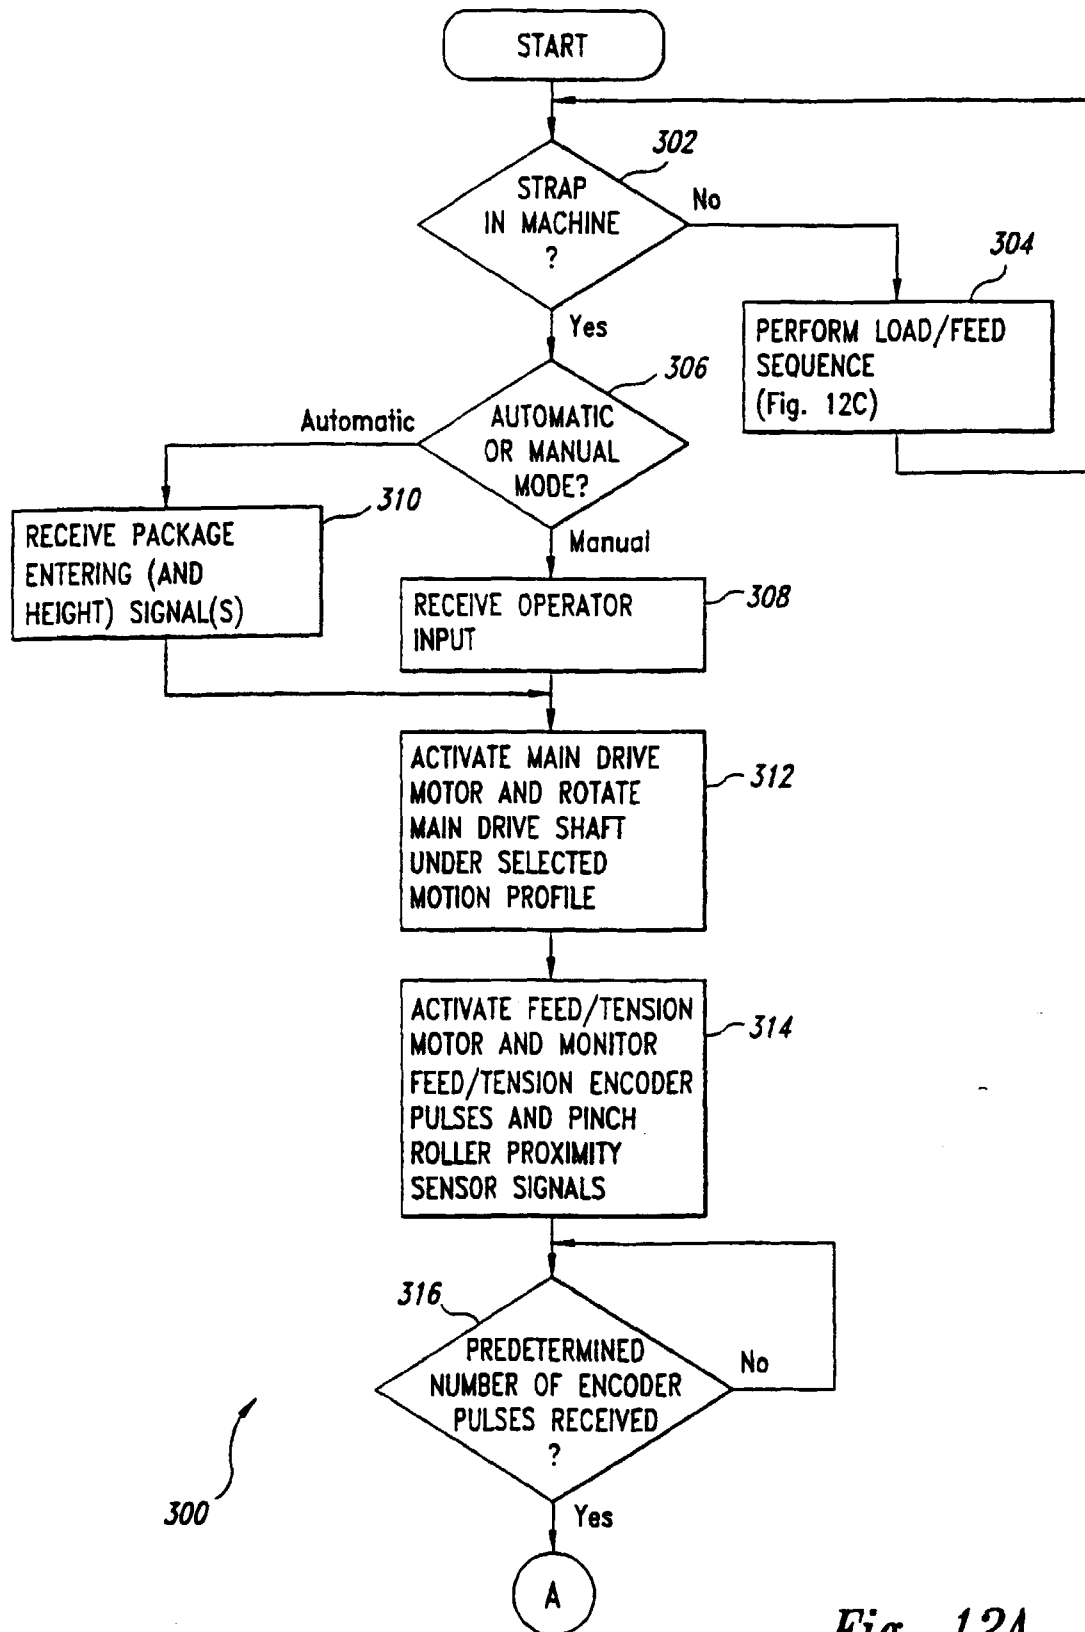 START
302
STRAP
IN MACHINE
?
No
Yes
304
PERFORM LOAD/FEED
SEQUENCE
(Fig. 12C)
306
AUTOMATIC
OR MANUAL
MODE?
Automatic
Manual
310
RECEIVE PACKAGE
ENTERING (AND
HEIGHT) SIGNAL(S)
308
RECEIVE OPERATOR
INPUT
312
ACTIVATE MAIN DRIVE
MOTOR AND ROTATE
MAIN DRIVE SHAFT
UNDER SELECTED
MOTION PROFILE
314
ACTIVATE FEED/TENSION
MOTOR AND MONITOR
FEED/TENSION ENCODER
PULSES AND PINCH
ROLLER PROXIMITY
SENSOR SIGNALS
316
PREDETERMINED
NUMBER OF ENCODER
PULSES RECEIVED
?
No
Yes
300
A
Fig. 12A